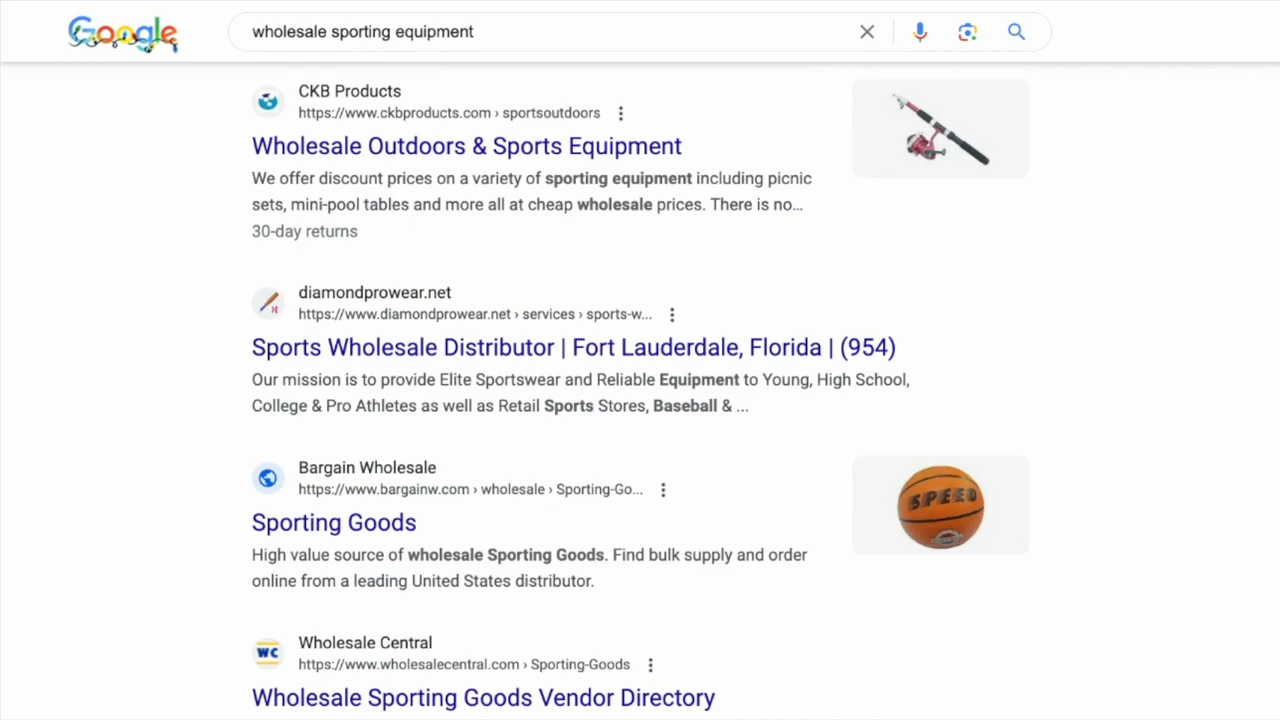 Google
wholesale sporting equipment
CKB Products
https://www.ckbproducts.com › sportsoutdoors
Wholesale Outdoors & Sports Equipment
We offer discount prices on a variety of sporting equipment including picnic
sets, mini-pool tables and more all at cheap wholesale prices. There is no...
30-day returns
diamondprowear.net
https://www.diamondprowear.net › services › sports-w...
Sports Wholesale Distributor | Fort Lauderdale, Florida | (954)
Our mission is to provide Elite Sportswear and Reliable Equipment to Young, High School,
College & Pro Athletes as well as Retail Sports Stores, Baseball & ...
Bargain Wholesale
https://www.bargainw.com › wholesale › Sporting-Go...
SPEED
Sporting Goods
High value source of wholesale Sporting Goods. Find bulk supply and order
online from a leading United States distributor.
Wholesale Central
WC
https://www.wholesalecentral.com › Sporting-Goods
Wholesale Sporting Goods Vendor Directory